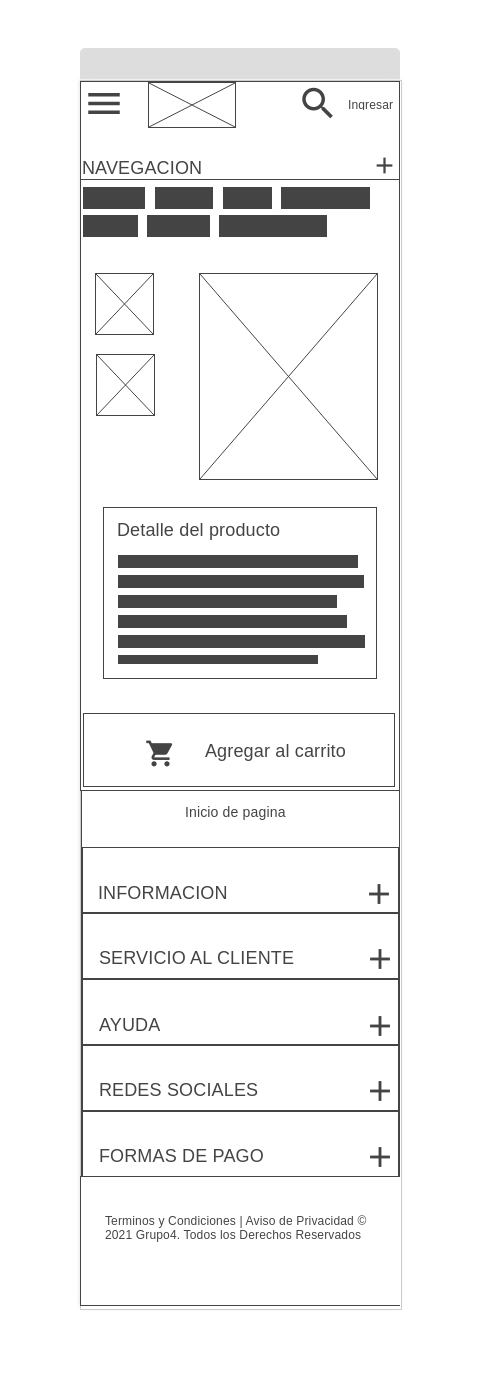 Ingresar
NAVEGACION
Detalle del producto
Agregar al carrito
Inicio de pagina
INFORMACION
SERVICIO AL CLIENTE
AYUDA
REDES SOCIALES
FORMAS DE PAGO
Terminos y Condiciones | Aviso de Privacidad ©
2021 Grupo4. Todos los Derechos Reservados